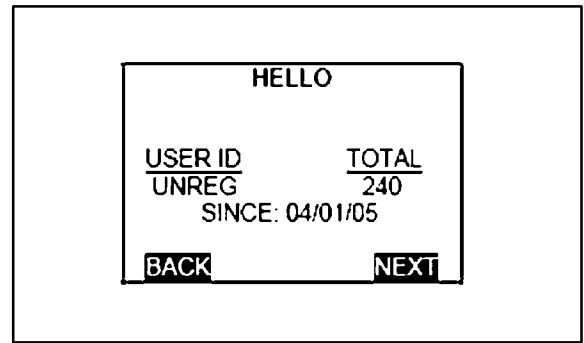 HELLO
USER ID TOTAL
UNREG 240
SINCE: 04/01/05
BACK NEXT